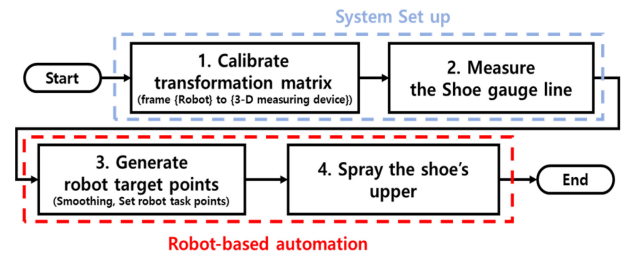 System Set up
Start
1. Calibrate
transformation matrix
(frame {Robot} to {3-D measuring device})
2. Measure
the Shoe gauge line
3. Generate
robot target points
(Smoothing, Set robot task points)
4. Spray the shoe's
upper
End
Robot-based automation